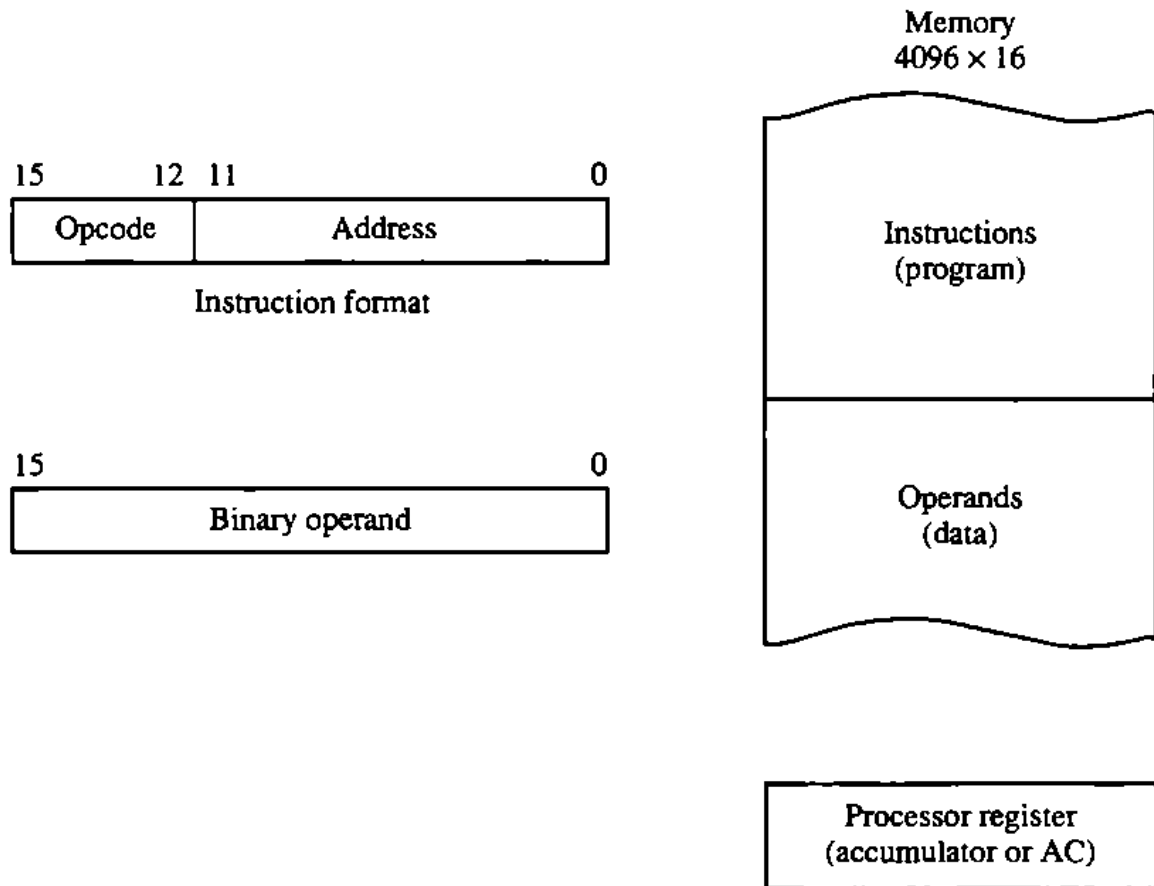 Memory
4096 × 16
15 12 11 0
Opcode Address
Instruction format
Instructions
(program)
15 0
Binary operand
Operands
(data)
Processor register
(accumulator or AC)